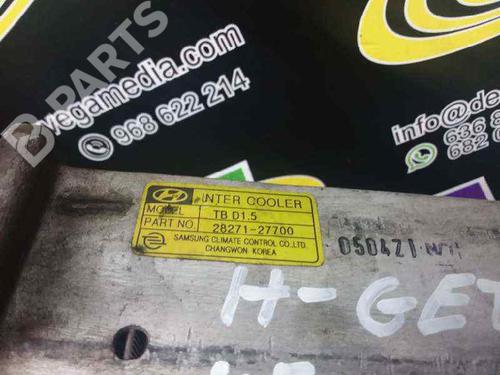 B-PARTS
vegamedia.com
968 622 214
info@de
636 8
682 0
INTER COOLER
MODEL TB D1.5
PART NO 28271-27700
SAMSUNG CLIMATE CONTROL CO.,LTD.
CHANGWON KOREA
050421
H-GET